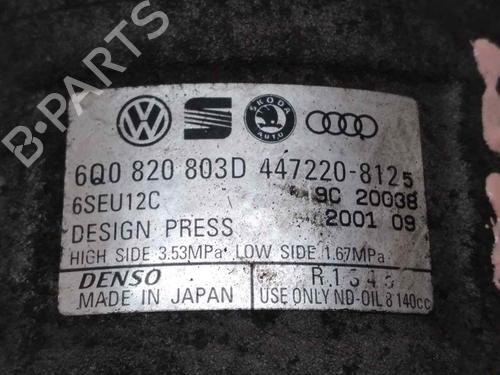 B-PARTS
SKODA
AUTO
6Q0 820 803D 447220-8125
6SEU12C 9C 20038
DESIGN PRESS 2001 09
HIGH SIDE 3.53MPa LOW SIDE 1.67MPa
DENSO
MADE IN JAPAN USE ONLY ND-OIL 8 140cc